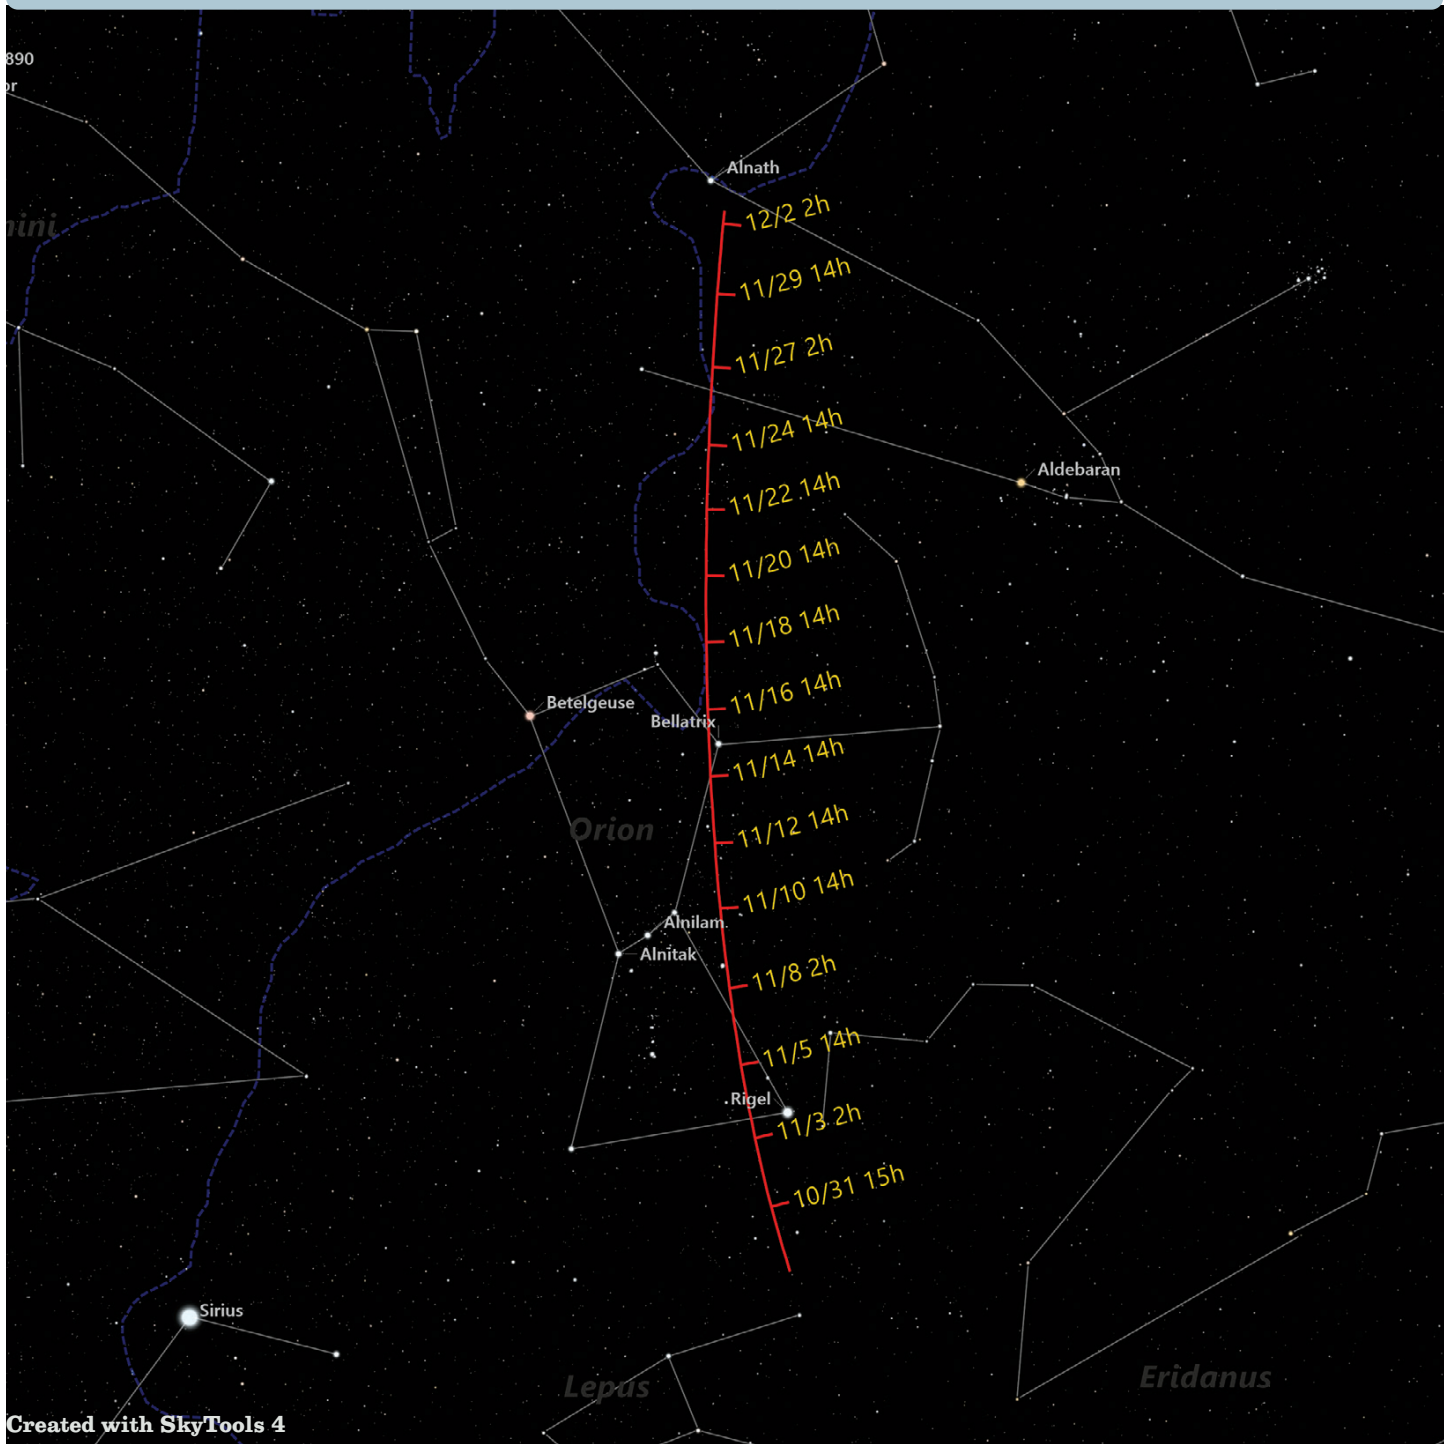 890
or
Alnath
12/2 2h
mini
11/29 14h
11/27 2h
11/24 14h
Aldebaran
11/22 14h
11/20 14h
11/18 14h
11/16 14h
Betelgeuse
Bellatrix
11/14 14h
Orion
11/12 14h
11/10 14h
Alnilam
Alnitak
11/8 2h
11/5 14h
Rigel
11/3 2h
10/31 15h
Sirius
Lepus
Eridanus
Created with SkyTools 4